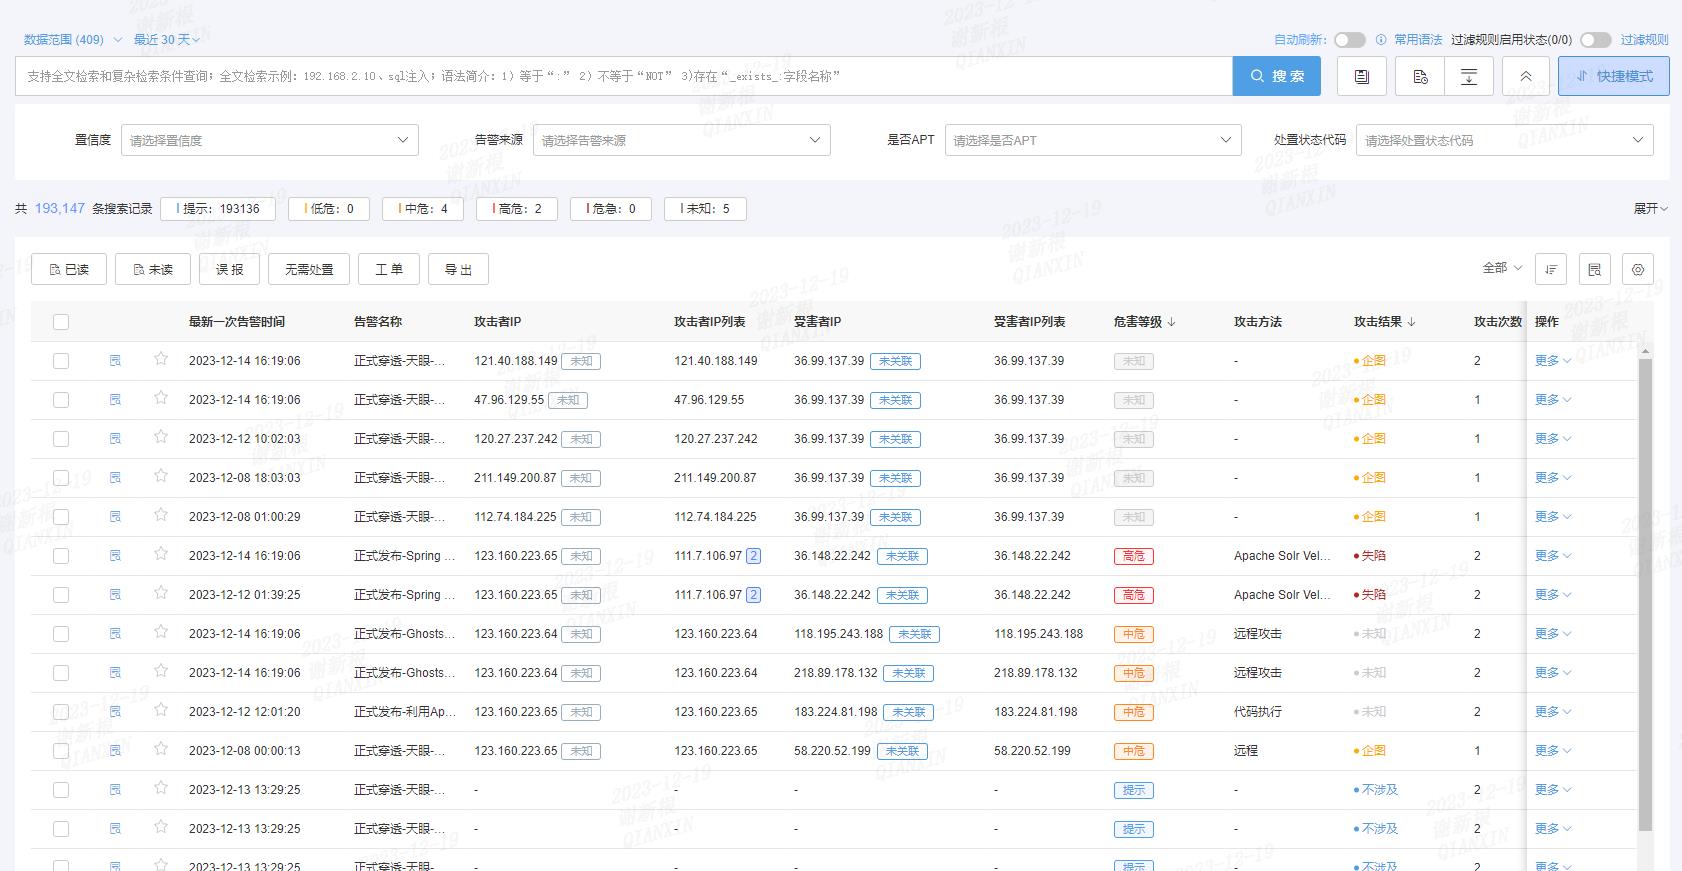 数据范围 (409) 最近 30 天 自动刷新: 常用语法 过滤规则启用状态(0/0) 过滤规则
支持全文检索和复杂检索条件查询；全文检索示例：192.168.2.10、sql注入；语法简介：1）等于“:” 2）不等于“NOT” 3)存在“_exists_:字段名称” 搜 索 快捷模式
置信度 请选择置信度 告警来源 请选择告警来源 是否APT 请选择是否APT 处置状态代码 请选择处置状态代码
共 193,147 条搜索记录 提示: 193136 低危: 0 中危: 4 高危: 2 危急: 0 未知: 5 展开
已读 未读 误 报 无需处置 工 单 导 出 全部
最新一次告警时间 告警名称 攻击者IP 攻击者IP列表 受害者IP 受害者IP列表 危害等级 攻击方法 攻击结果 攻击次数 操作
2023-12-14 16:19:06 正式穿透-天眼-... 121.40.188.149 未知 121.40.188.149 36.99.137.39 未关联 36.99.137.39 未知 - 企图 2 更多
2023-12-14 16:19:06 正式穿透-天眼-... 47.96.129.55 未知 47.96.129.55 36.99.137.39 未关联 36.99.137.39 未知 - 企图 1 更多
2023-12-12 10:02:03 正式穿透-天眼-... 120.27.237.242 未知 120.27.237.242 36.99.137.39 未关联 36.99.137.39 未知 - 企图 1 更多
2023-12-08 18:03:03 正式穿透-天眼-... 211.149.200.87 未知 211.149.200.87 36.99.137.39 未关联 36.99.137.39 未知 - 企图 1 更多
2023-12-08 01:00:29 正式穿透-天眼-... 112.74.184.225 未知 112.74.184.225 36.99.137.39 未关联 36.99.137.39 未知 - 企图 1 更多
2023-12-14 16:19:06 正式发布-Spring ... 123.160.223.65 未知 111.7.106.97 2 36.148.22.242 未关联 36.148.22.242 高危 Apache Solr Vel... 失陷 2 更多
2023-12-12 01:39:25 正式发布-Spring ... 123.160.223.65 未知 111.7.106.97 2 36.148.22.242 未关联 36.148.22.242 高危 Apache Solr Vel... 失陷 2 更多
2023-12-14 16:19:06 正式发布-Ghosts... 123.160.223.64 未知 123.160.223.64 118.195.243.188 未关联 118.195.243.188 中危 远程攻击 未知 2 更多
2023-12-14 16:19:06 正式发布-Ghosts... 123.160.223.64 未知 123.160.223.64 218.89.178.132 未关联 218.89.178.132 中危 远程攻击 未知 2 更多
2023-12-12 12:01:20 正式发布-利用Ap... 123.160.223.65 未知 123.160.223.65 183.224.81.198 未关联 183.224.81.198 中危 代码执行 未知 2 更多
2023-12-08 00:00:13 正式穿透-天眼-... 123.160.223.65 未知 123.160.223.65 58.220.52.199 未关联 58.220.52.199 中危 远程 企图 1 更多
2023-12-13 13:29:25 正式穿透-天眼-... - - - - 提示 - 不涉及 2 更多
2023-12-13 13:29:25 正式穿透-天眼-... - - - - 提示 - 不涉及 2 更多
2023-12-13 13:29:25 正式穿透-天眼-... 提示 不涉及 2 更多
2023-12-19
谢新根
QIANXIN